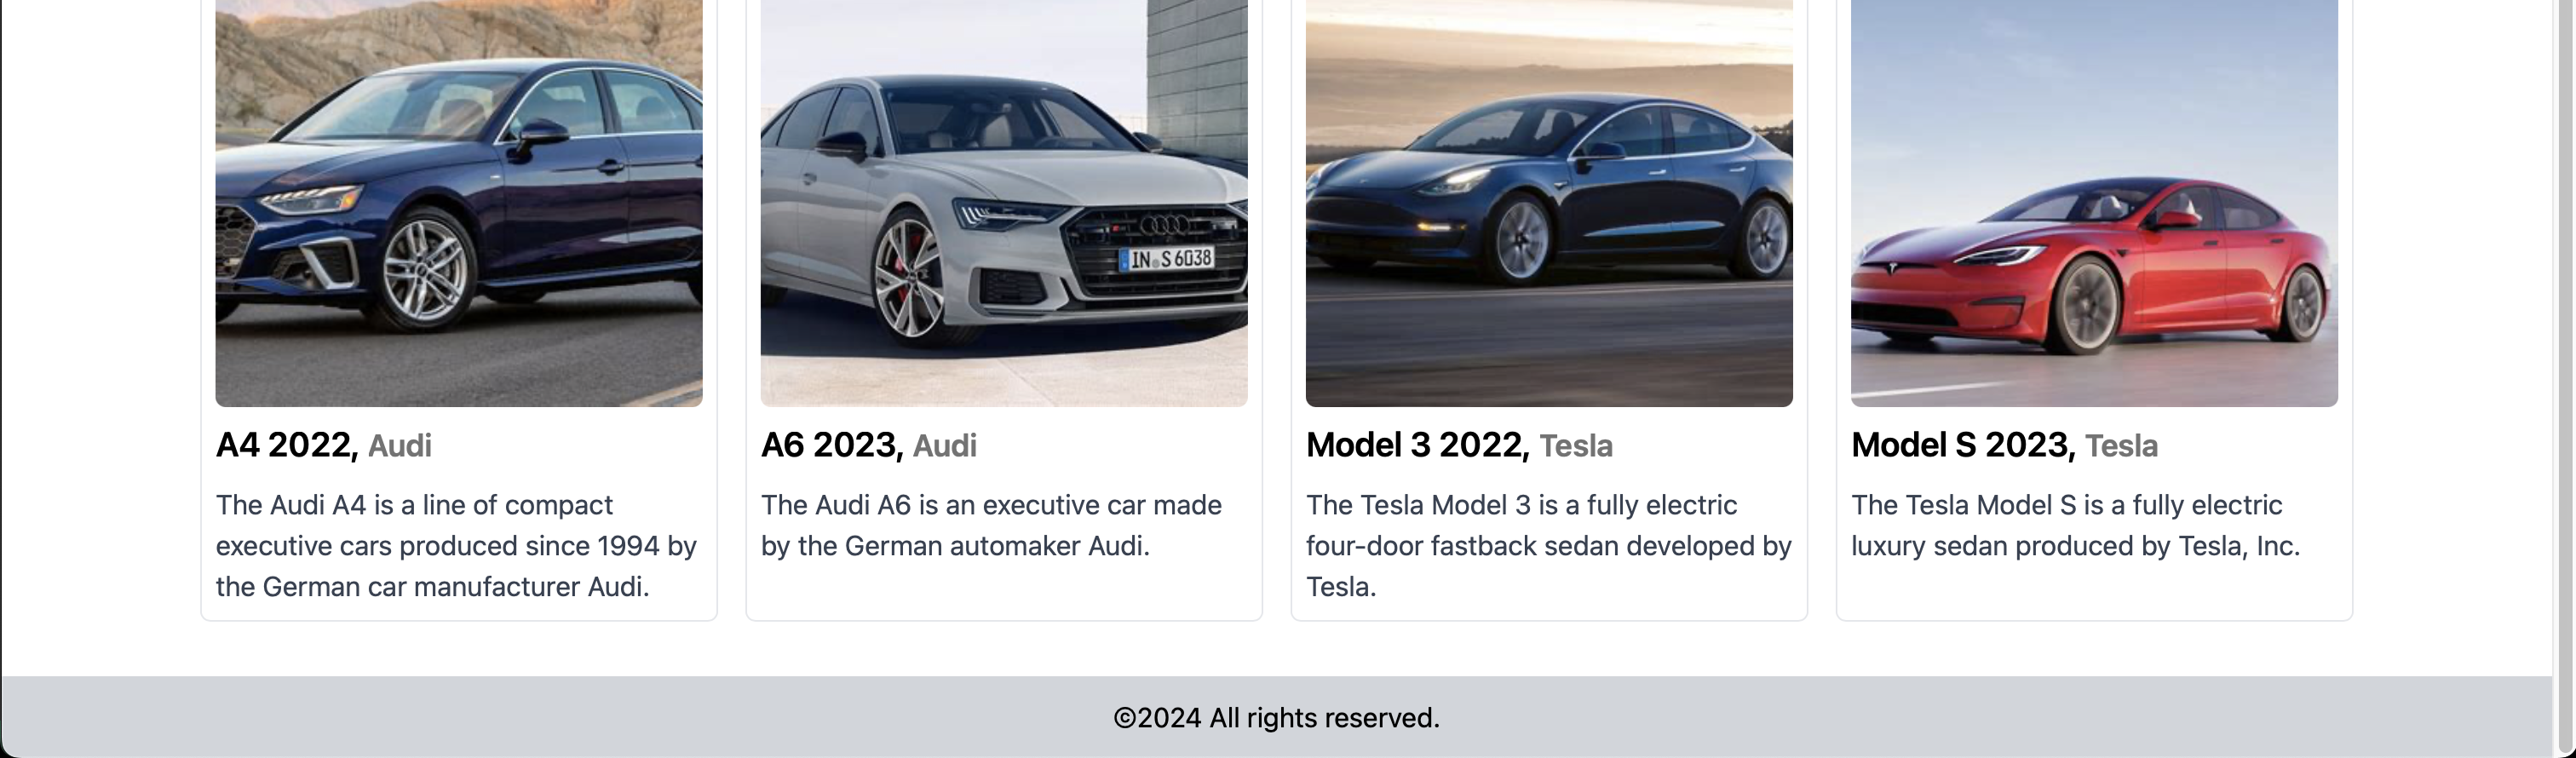 IN S 6038
A4 2022, Audi
The Audi A4 is a line of compact
executive cars produced since 1994 by
the German car manufacturer Audi.
A6 2023, Audi
The Audi A6 is an executive car made
by the German automaker Audi.
Model 3 2022, Tesla
The Tesla Model 3 is a fully electric
four-door fastback sedan developed by
Tesla.
Model S 2023, Tesla
The Tesla Model S is a fully electric
luxury sedan produced by Tesla, Inc.
©2024 All rights reserved.